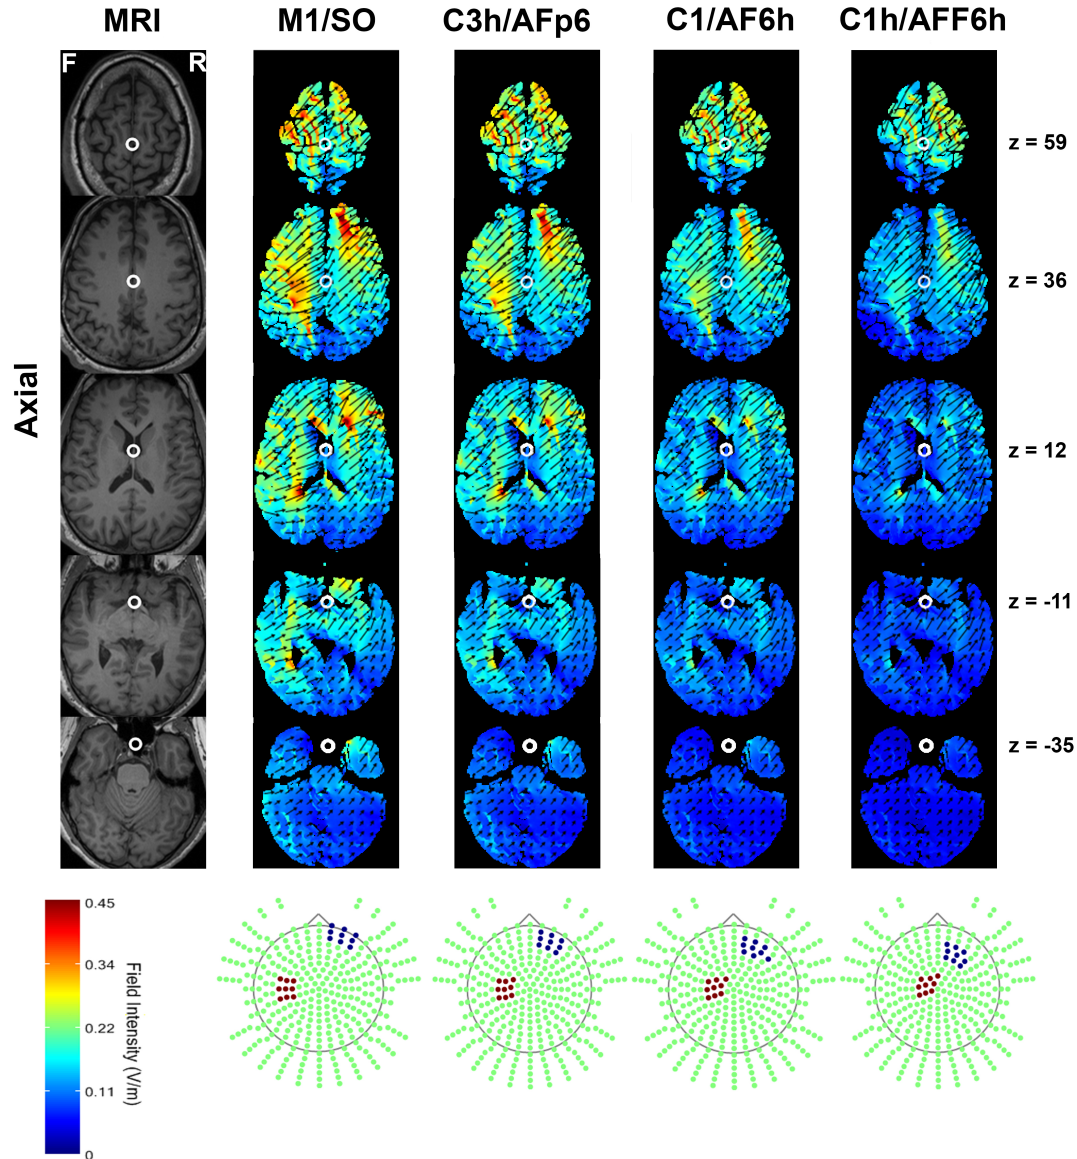 MRI M1/SO C3h/AFp6 C1/AF6h C1h/AFF6h
F R
z = 59
z = 36
Axial
z = 12
z = -11
z = -35
0.45
0.34
0.22
0.11
0
Field Intensity (V/m)